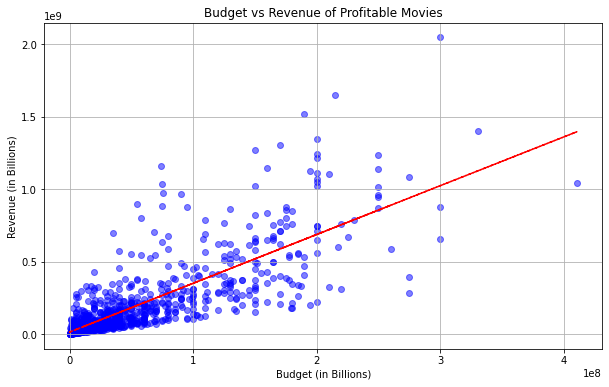 Budget vs Revenue of Profitable Movies
1e9
2.0
1.5
1.0
0.5
0.0
Revenue (in Billions)
0
1
2
3
4
1e8
Budget (in Billions)